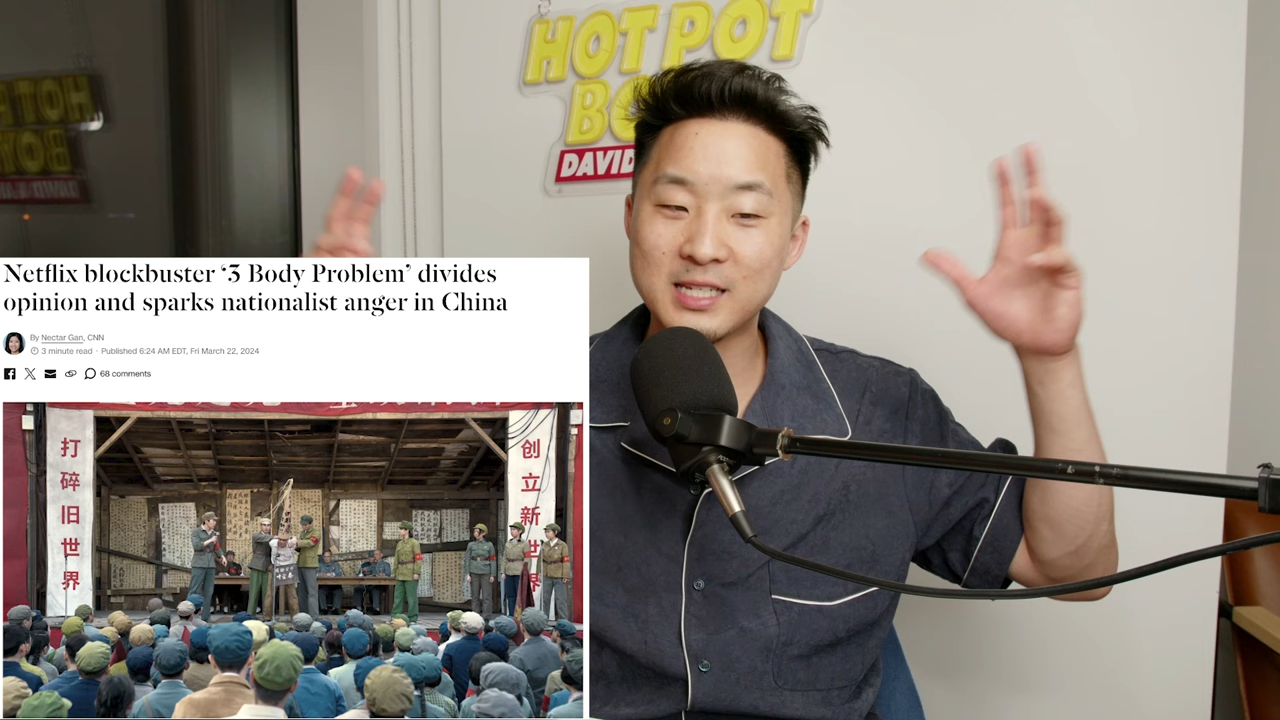 HOT POT
BO
DAVID
Netflix blockbuster ‘3 Body Problem’ divides
opinion and sparks nationalist anger in China
By Nectar Gan, CNN
3 minute read · Published 6:24 AM EDT, Fri March 22, 2024
68 comments
打碎旧世界
创立新世界